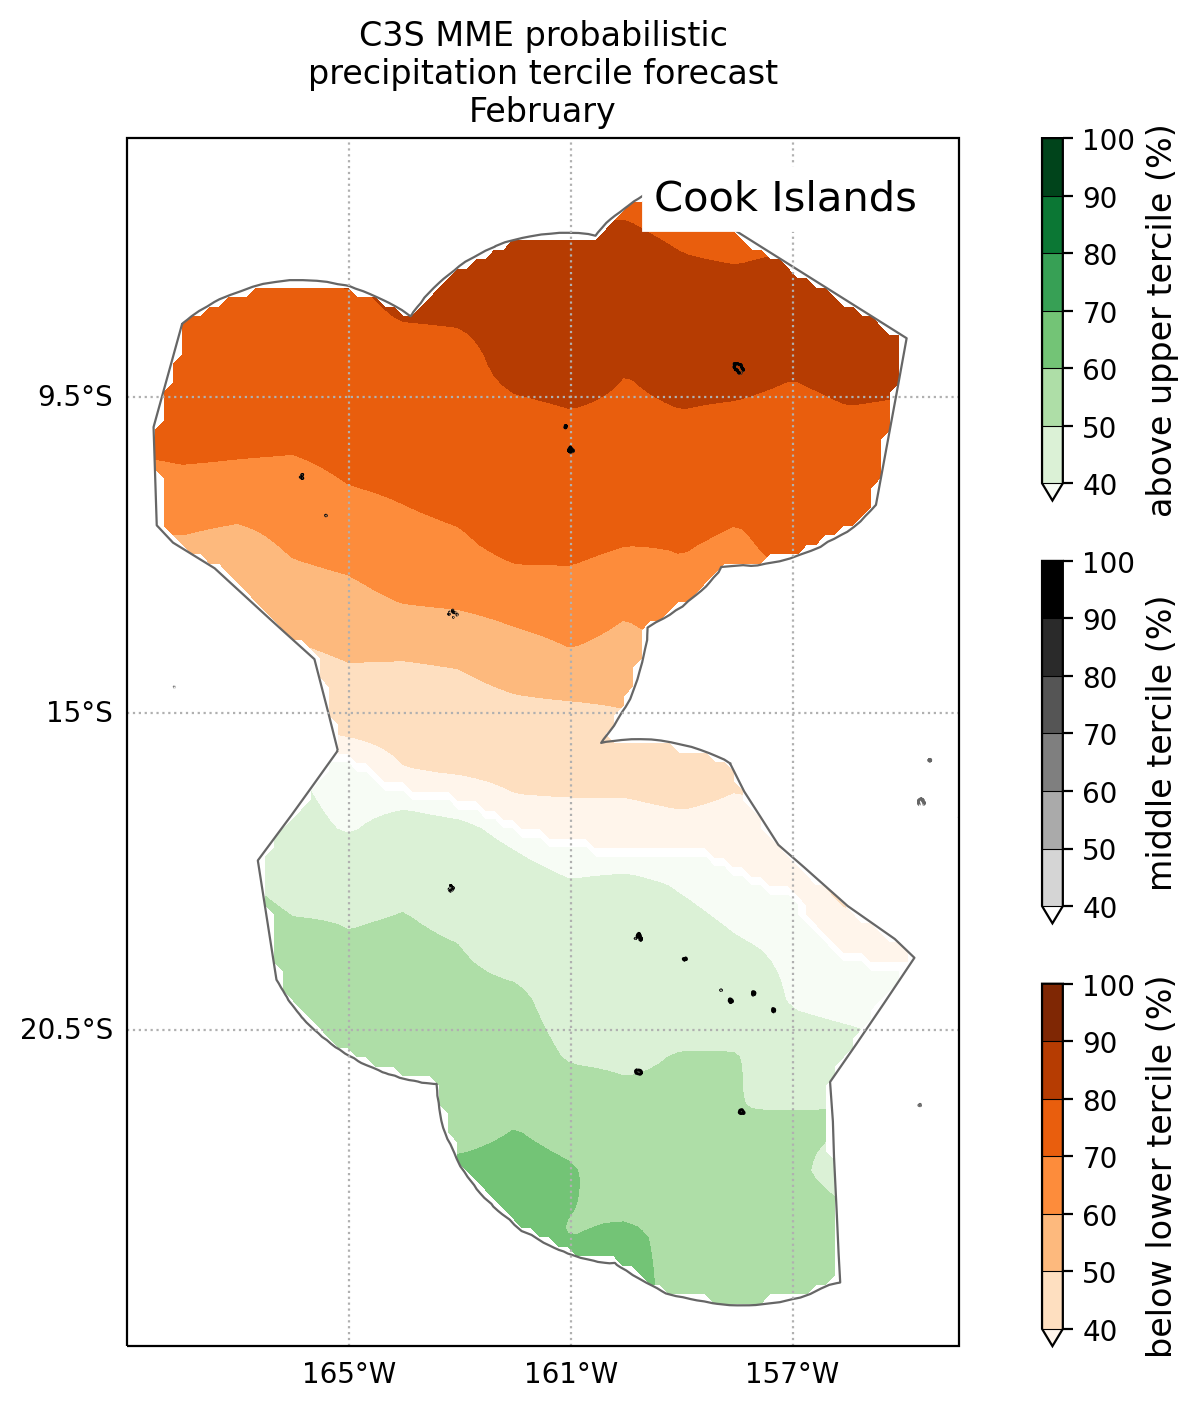 C3S MME probabilistic
precipitation tercile forecast
February
Cook Islands
9.5°S
15°S
20.5°S
165°W
161°W
157°W
100
90
80
70
60
50
40
above upper tercile (%)
100
90
80
70
60
50
40
middle tercile (%)
100
90
80
70
60
50
40
below lower tercile (%)